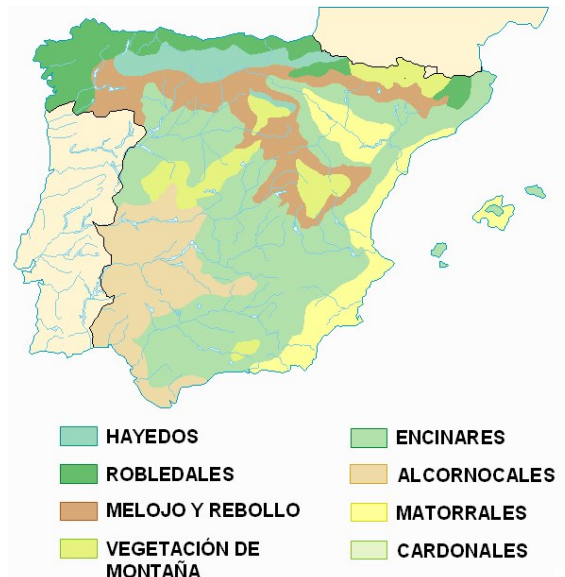 HAYEDOS
ROBLEDALES
MELOJO Y REBOLLO
VEGETACIÓN DE
MONTAÑA
ENCINARES
ALCORNOCALES
MATORRALES
CARDONALES